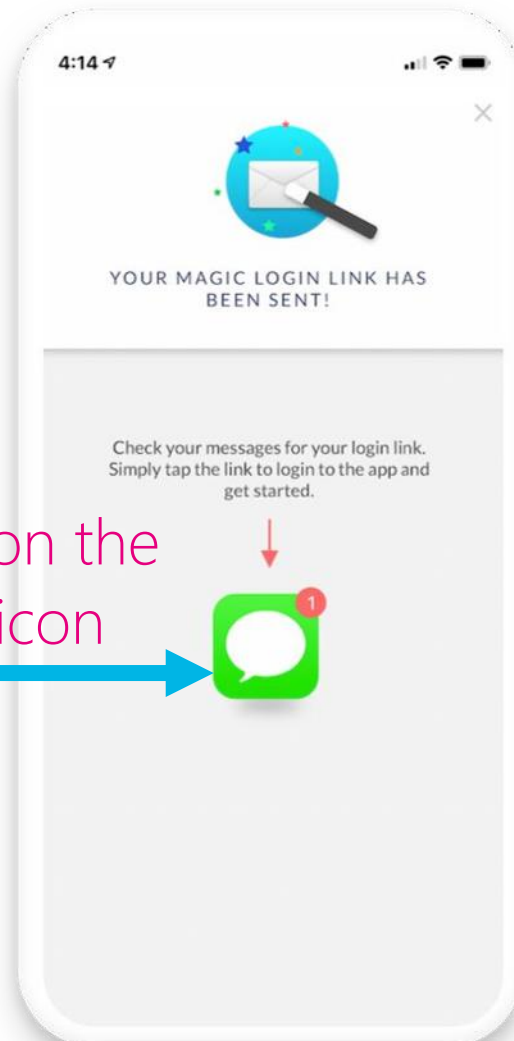 4:14
YOUR MAGIC LOGIN LINK HAS
BEEN SENT!
Check your messages for your login link.
Simply tap the link to login to the app and
get started.
on the
icon
1